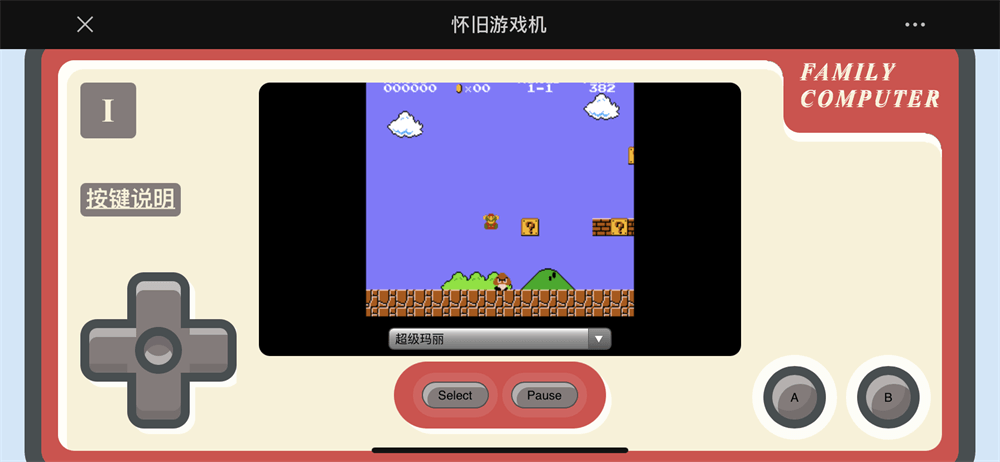 怀旧游戏机
I
FAMILY
COMPUTER
000000 ×00 1-1 382
按键说明
?
?
超级玛丽
Select
Pause
A
B